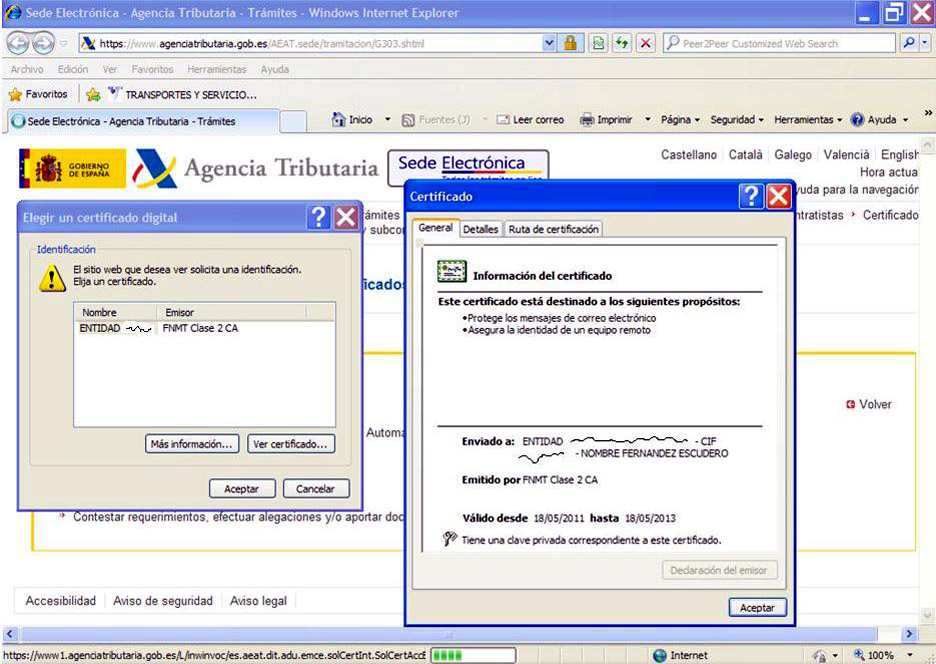 Sede Electrónica - Agencia Tributaria - Trámites - Windows Internet Explorer
https://www.agenciatributaria.gob.es/AEAT.sede/tramitacion/G303.shtml
Peer2Peer Customized Web Search
Archivo Edición Ver Favoritos Herramientas Ayuda
Favoritos TRANSPORTES Y SERVICIO...
Sede Electrónica - Agencia Tributaria - Trámites
Inicio Fuentes (J) Leer correo Imprimir Página Seguridad Herramientas Ayuda »
GOBIERNO
DE ESPAÑA
Agencia Tributaria
Sede Electrónica
Castellano Català Galego Valencià English
Hora actua
yuda para la navegación
rámites
y subcon
ntratistas Certificado
icados
Elegir un certificado digital
Identificación
El sitio web que desea ver solicita una identificación.
Elija un certificado.
Nombre Emisor
ENTIDAD FNMT Clase 2 CA
Más información... Ver certificado...
Aceptar Cancelar
Certificado
General Detalles Ruta de certificación
Información del certificado
Este certificado está destinado a los siguientes propósitos:
•Protege los mensajes de correo electrónico
•Asegura la identidad de un equipo remoto
Enviado a: ENTIDAD - CIF
- NOMBRE FERNANDEZ ESCUDERO
Emitido por FNMT Clase 2 CA
Válido desde 18/05/2011 hasta 18/05/2013
Tiene una clave privada correspondiente a este certificado.
Declaración del emisor
Aceptar
Volver
Automa
Contestar requerimientos, efectuar alegaciones y/o aportar doc
Accesibilidad Aviso de seguridad Aviso legal
https://www1.agenciatributaria.gob.es/L/inwinvoc/es.aeat.dit.adu.emce.solCertInt.SolCertAccE
Internet 100%